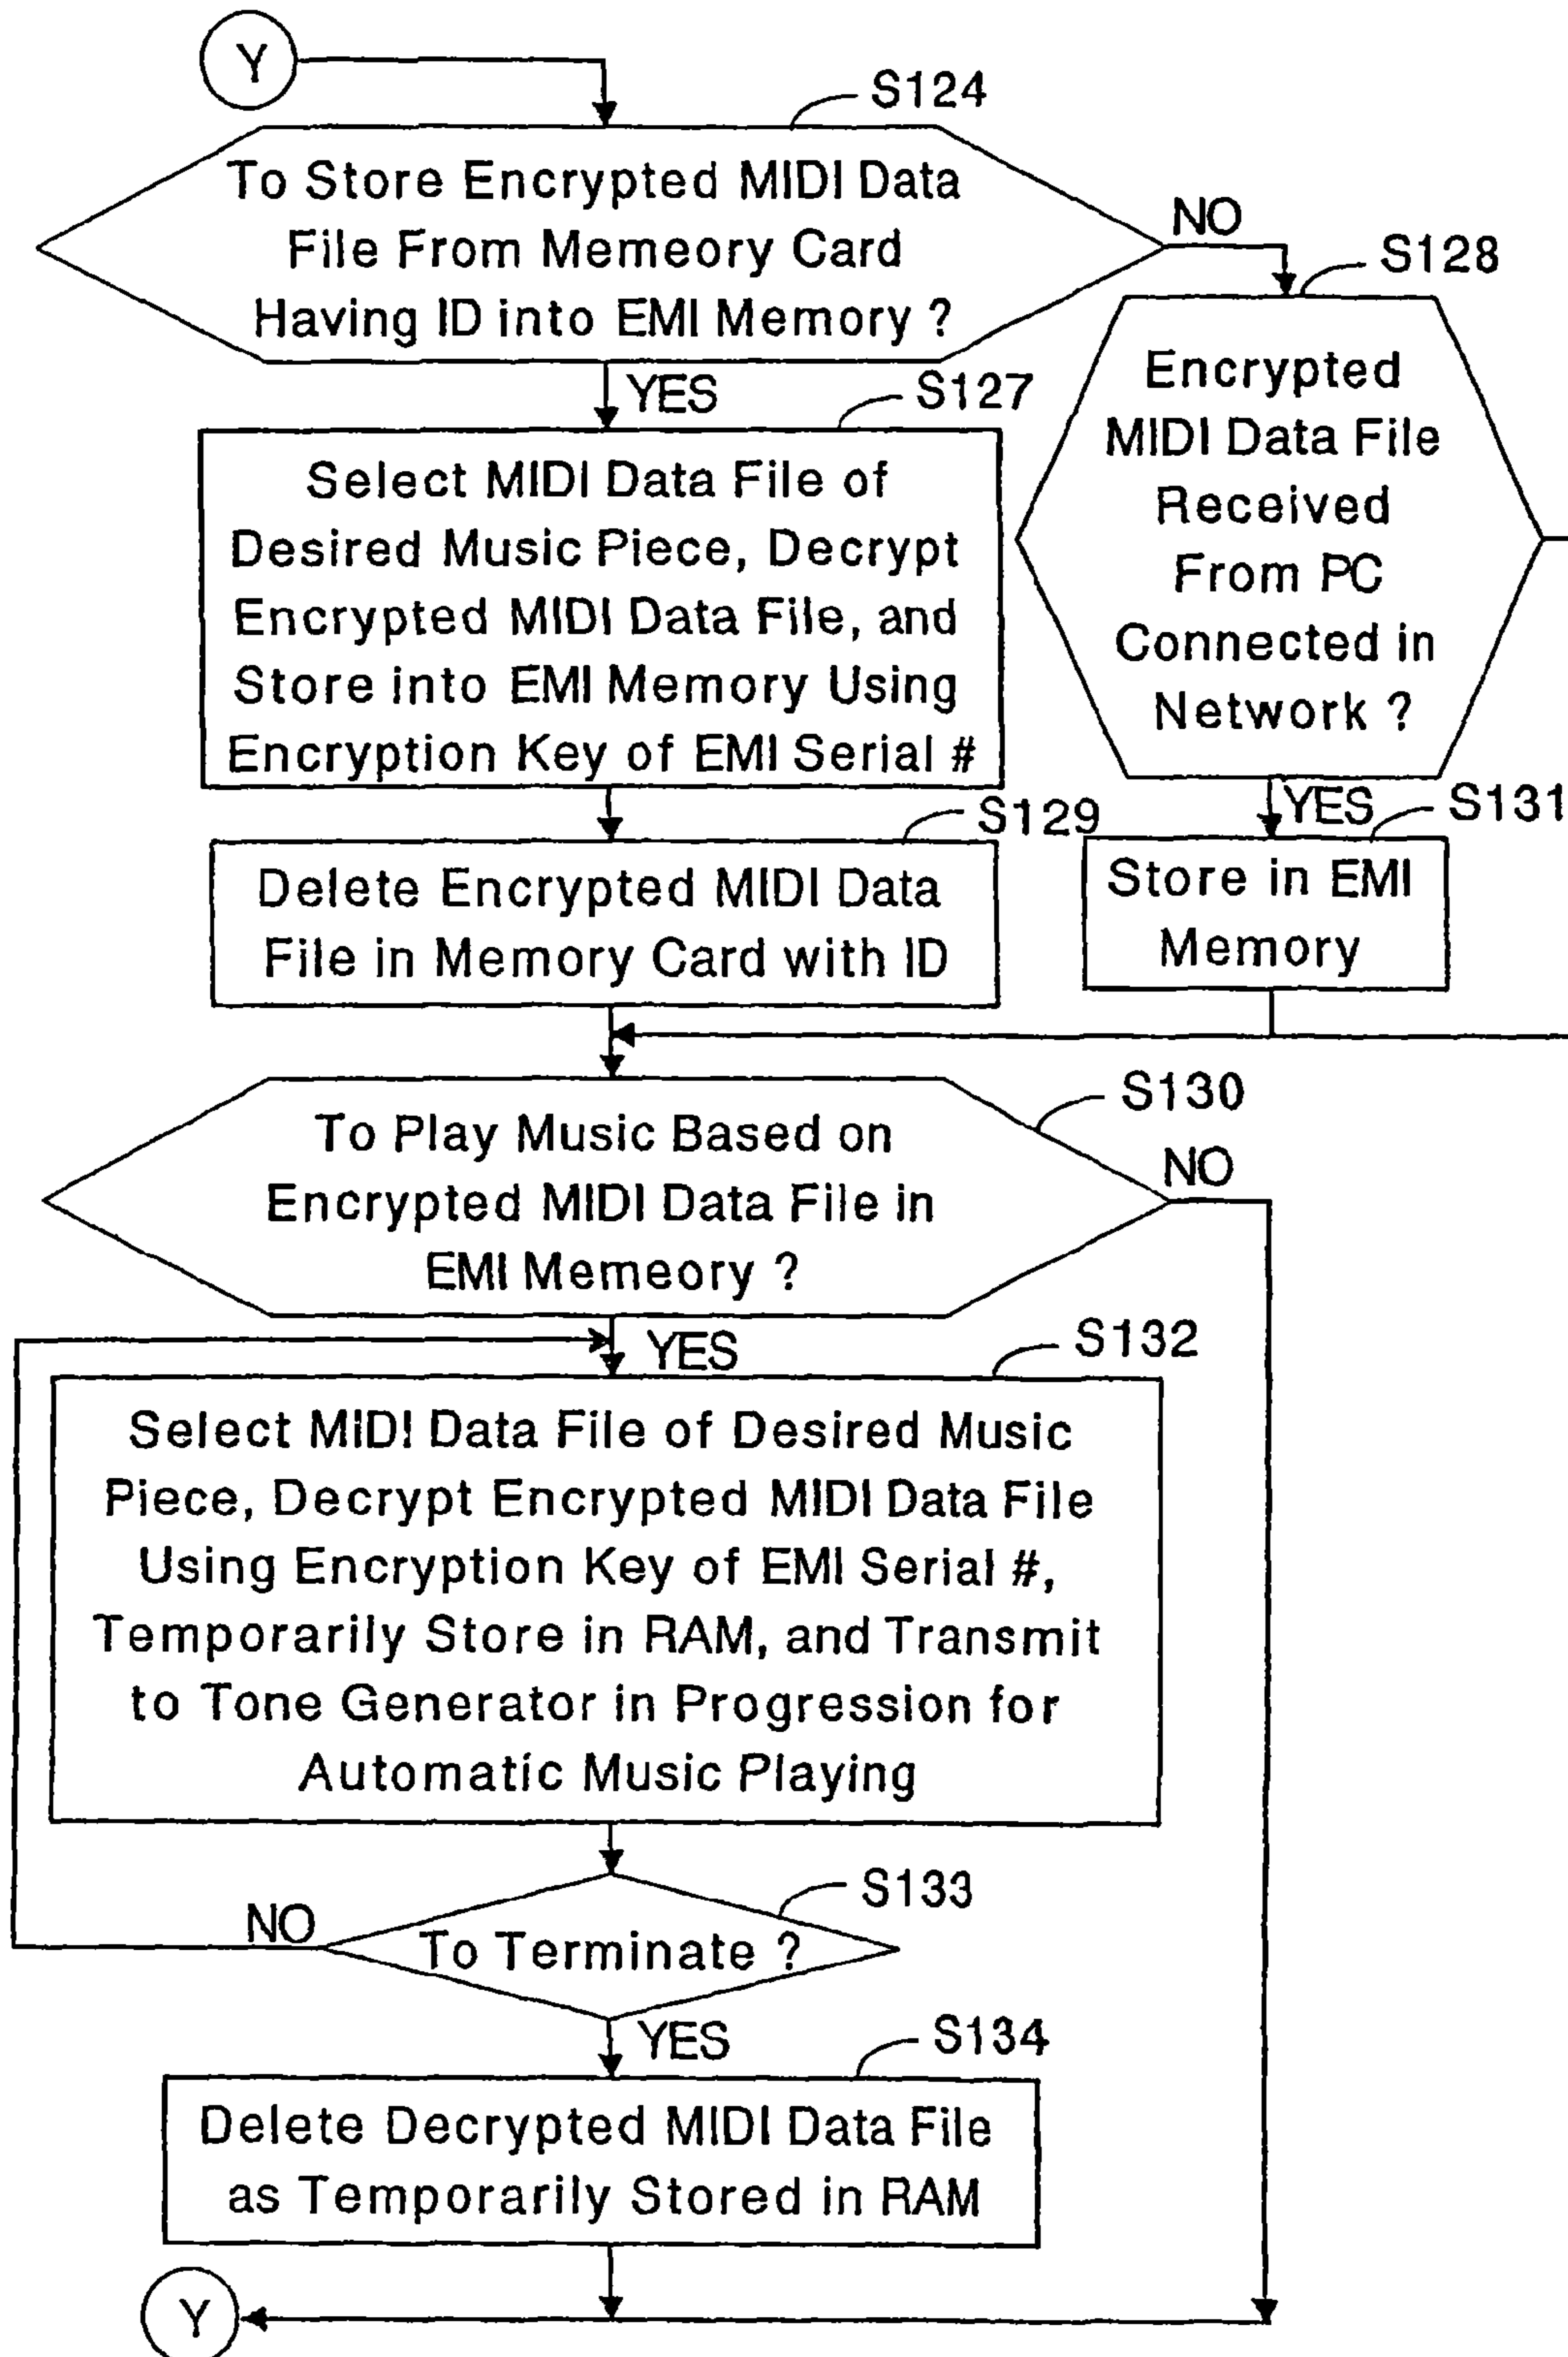 Y
S124
To Store Encrypted MIDI Data
File From Memeory Card
Having ID into EMI Memory ?
NO
S128
YES
S127
Encrypted
MIDI Data File
Received
From PC
Connected in
Network ?
Select MIDI Data File of
Desired Music Piece, Decrypt
Encrypted MIDI Data File, and
Store into EMI Memory Using
Encryption Key of EMI Serial #
YES
S131
S129
Store in EMI
Memory
Delete Encrypted MIDI Data
File in Memory Card with ID
S130
To Play Music Based on
Encrypted MIDI Data File in
EMI Memeory ?
NO
YES
S132
Select MIDI Data File of Desired Music
Piece, Decrypt Encrypted MIDI Data File
Using Encryption Key of EMI Serial #,
Temporarily Store in RAM, and Transmit
to Tone Generator in Progression for
Automatic Music Playing
S133
NO
To Terminate ?
YES
S134
Delete Decrypted MIDI Data File
as Temporarily Stored in RAM
Y